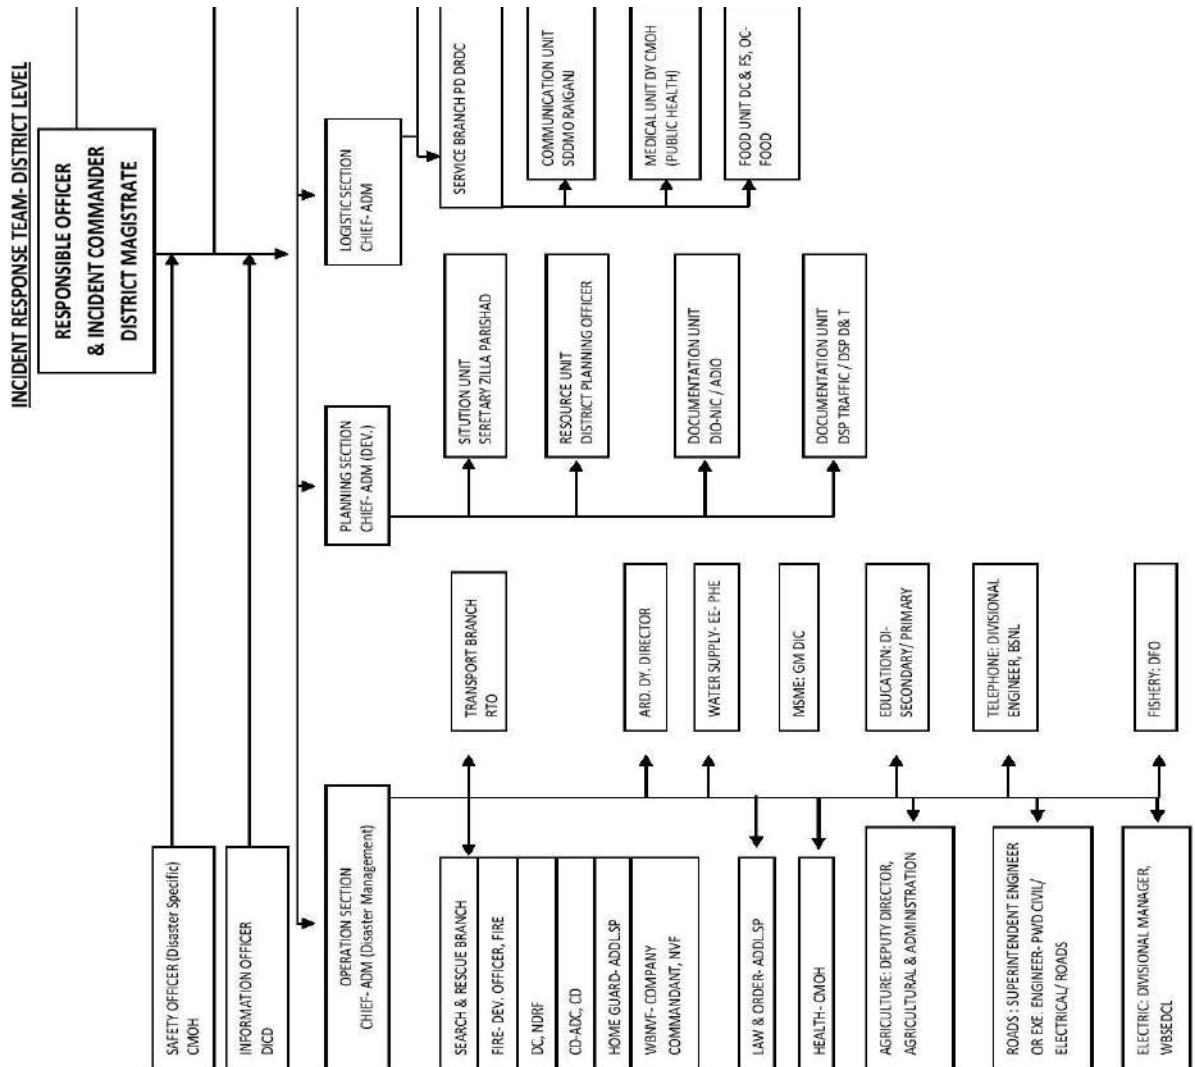 INCIDENT RESPONSE TEAM- DISTRICT LEVEL
RESPONSIBLE OFFICER
& INCIDENT COMMANDER
DISTRICT MAGISTRATE
SAFETY OFFICER (Disaster Specific)
CMOH
INFORMATION OFFICER
DICD
OPERATION SECTION
CHIEF- ADM (Disaster Management)
PLANNING SECTION
CHIEF- ADM (DEV.)
LOGISTIC SECTION
CHIEF- ADM
SEARCH & RESCUE BRANCH
FIRE- DEV. OFFICER, FIRE
DC, NDRF
CD-ADC, CD
HOME GUARD- ADDL.SP
WBNVF- COMPANY
COMMANDANT, NVF
LAW & ORDER- ADDL.SP
HEALTH- CMOH
AGRICULTURE: DEPUTY DIRECTOR,
AGRICULTURAL & ADMINISTRATION
ROADS : SUPERINTENDENT ENGINEER
OR EXE. ENGINEER- PWD CIVIL/
ELECTRICAL/ ROADS
ELECTRIC: DIVISIONAL MANAGER,
WBSEDCL
TRANSPORT BRANCH
RTO
ARD. DY. DIRECTOR
WATER SUPPLY- EE- PHE
MSME: GM DIC
EDUCATION: DI-
SECONDARY/ PRIMARY
TELEPHONE: DIVISIONAL
ENGINEER, BSNL
FISHERY: DFO
SITUTION UNIT
SERETARY ZILLA PARISHAD
RESOURCE UNIT
DISTRICT PLANNING OFFICER
DOCUMENTATION UNIT
DIO-NIC / ADIO
DOCUMENTATION UNIT
DSP TRAFFIC / DSP D& T
SERVICE BRANCH PD DRDC
COMMUNICATION UNIT
SDDMO RAIGANJ
MEDICAL UNIT DY CMOH
(PUBLIC HEALTH)
FOOD UNIT DC & FS, OC-
FOOD